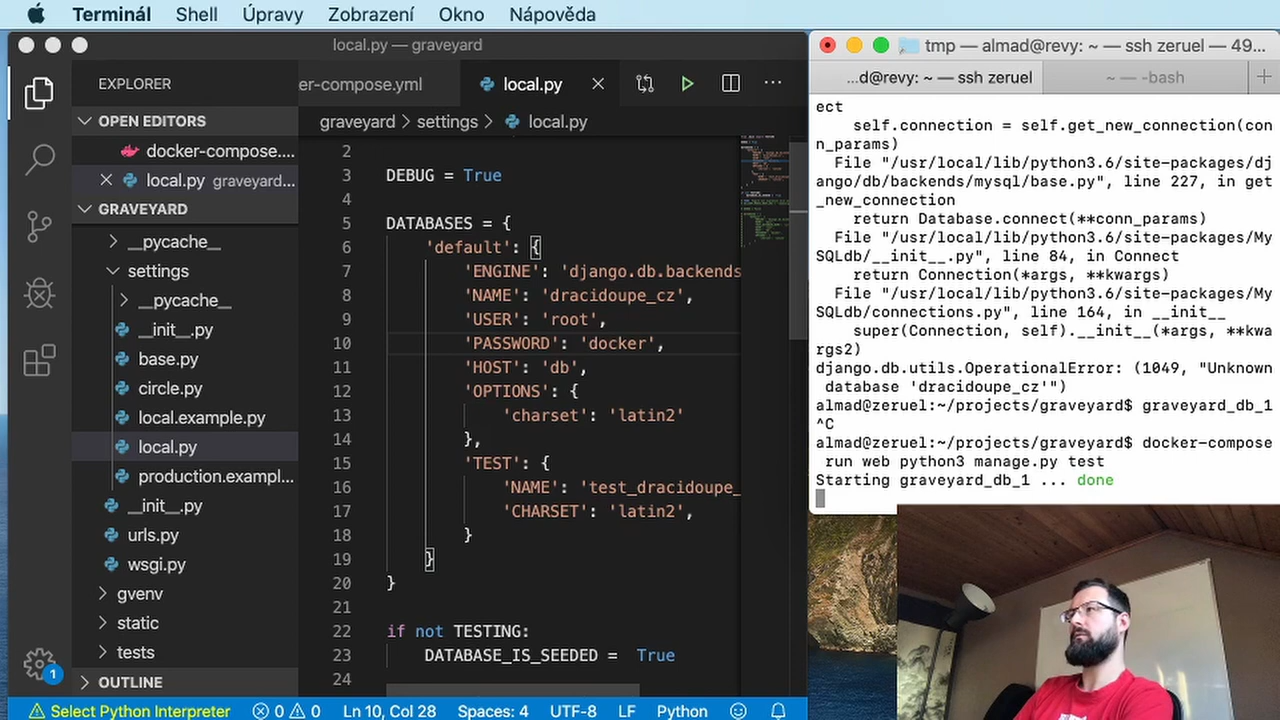 Terminál Shell Úpravy Zobrazení Okno Nápověda
local.py — graveyard
EXPLORER
OPEN EDITORS
docker-compose....
local.py graveyard...
GRAVEYARD
__pycache__
settings
__pycache__
__init__.py
base.py
circle.py
local.example.py
local.py
production.exampl...
__init__.py
urls.py
wsgi.py
gvenv
static
tests
OUTLINE
er-compose.yml local.py
graveyard > settings > local.py
2
3 DEBUG = True
4
5 DATABASES = {
6 'default': {
7 'ENGINE': 'django.db.backends
8 'NAME': 'dracidoupe_cz',
9 'USER': 'root',
10 'PASSWORD': 'docker',
11 'HOST': 'db',
12 'OPTIONS': {
13 'charset': 'latin2'
14 },
15 'TEST': {
16 'NAME': 'test_dracidoupe_
17 'CHARSET': 'latin2',
18 }
19 }
20 }
21
22 if not TESTING:
23 DATABASE_IS_SEEDED = True
24
1
Select Python Interpreter 0 0 Ln 10, Col 28 Spaces: 4 UTF-8 LF Python
tmp — almad@revy: ~ — ssh zeruel — 49...
...d@revy: ~ — ssh zeruel ~ — -bash
ect
self.connection = self.get_new_connection(con
n_params)
File "/usr/local/lib/python3.6/site-packages/dj
ango/db/backends/mysql/base.py", line 227, in get
_new_connection
return Database.connect(**conn_params)
File "/usr/local/lib/python3.6/site-packages/My
SQLdb/__init__.py", line 84, in Connect
return Connection(*args, **kwargs)
File "/usr/local/lib/python3.6/site-packages/My
SQLdb/connections.py", line 164, in __init__
super(Connection, self).__init__(*args, **kwa
rgs2)
django.db.utils.OperationalError: (1049, "Unknown
database 'dracidoupe_cz'")
almad@zeruel:~/projects/graveyard$ graveyard_db_1
^C
almad@zeruel:~/projects/graveyard$ docker-compose
run web python3 manage.py test
Starting graveyard_db_1 ... done